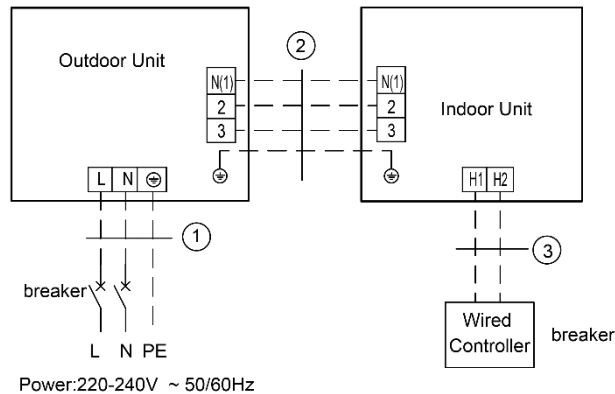 Outdoor Unit
2
Indoor Unit
N(1)
2
3
N(1)
2
3
L N
H1 H2
1
3
breaker
L N PE
Wired
Controller
breaker
Power:220-240V ~ 50/60Hz